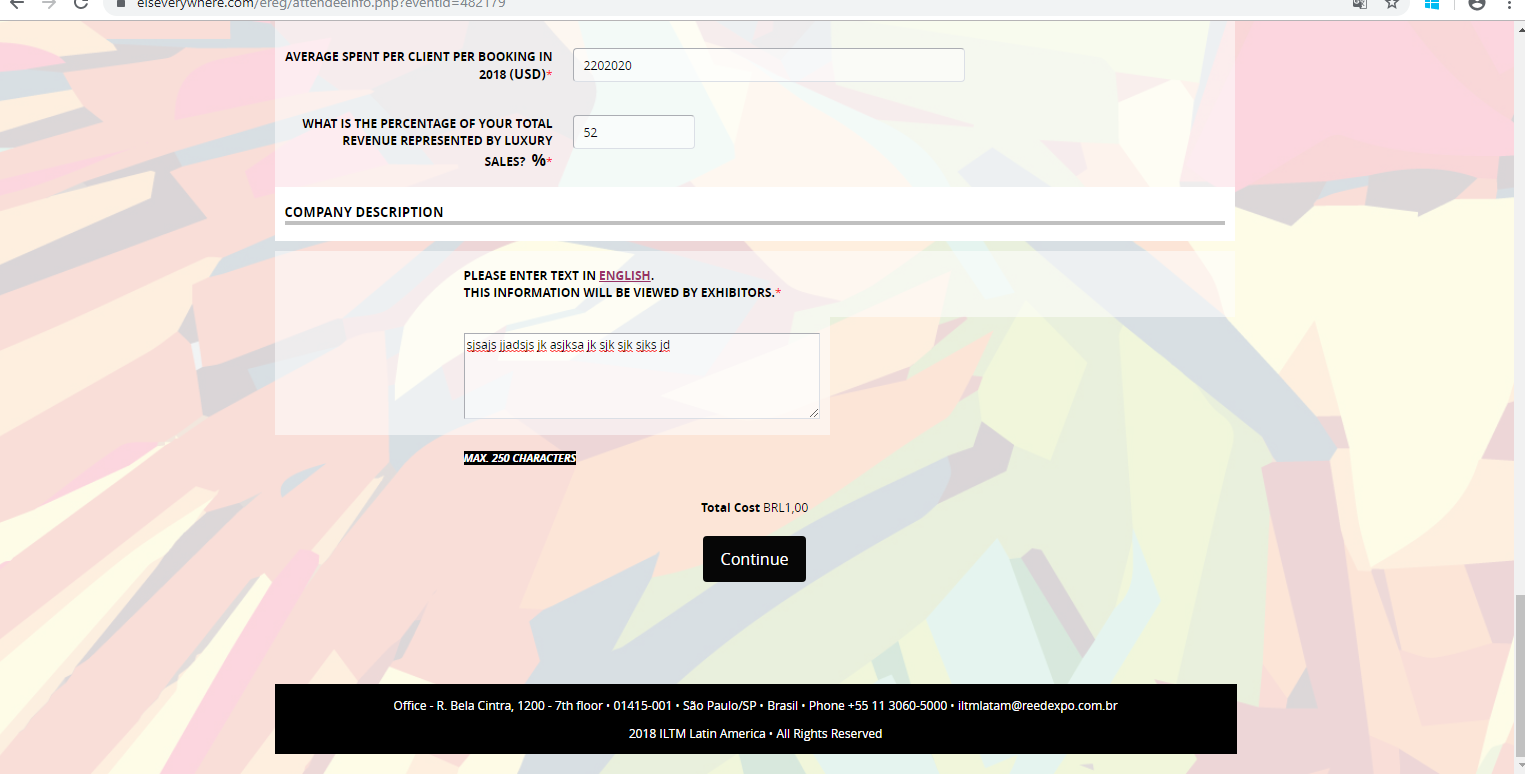 eiseverywhere.com/ereg/attendeeinfo.php?eventid=482179
AVERAGE SPENT PER CLIENT PER BOOKING IN
2018 (USD)*
2202020
WHAT IS THE PERCENTAGE OF YOUR TOTAL
REVENUE REPRESENTED BY LUXURY
SALES? %*
52
COMPANY DESCRIPTION
PLEASE ENTER TEXT IN ENGLISH.
THIS INFORMATION WILL BE VIEWED BY EXHIBITORS.*
sjsajs jjadsjs jk asjksa jk sjk sjk sjks jd
MAX. 250 CHARACTERS
Total Cost BRL1,00
Continue
Office - R. Bela Cintra, 1200 - 7th floor • 01415-001 • São Paulo/SP • Brasil • Phone +55 11 3060-5000 • iltmlatam@reedexpo.com.br
2018 ILTM Latin America • All Rights Reserved